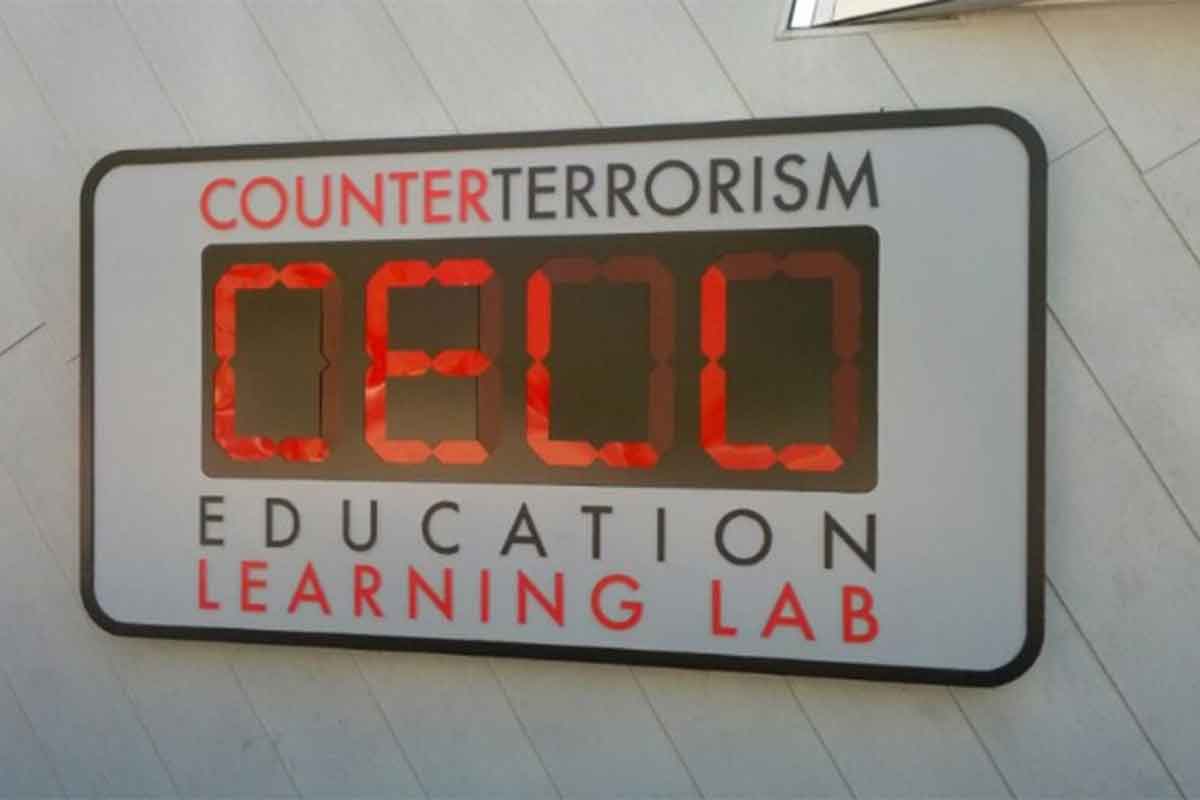 COUNTERTERRORISM
CELL
EDUCATION
LEARNING LAB